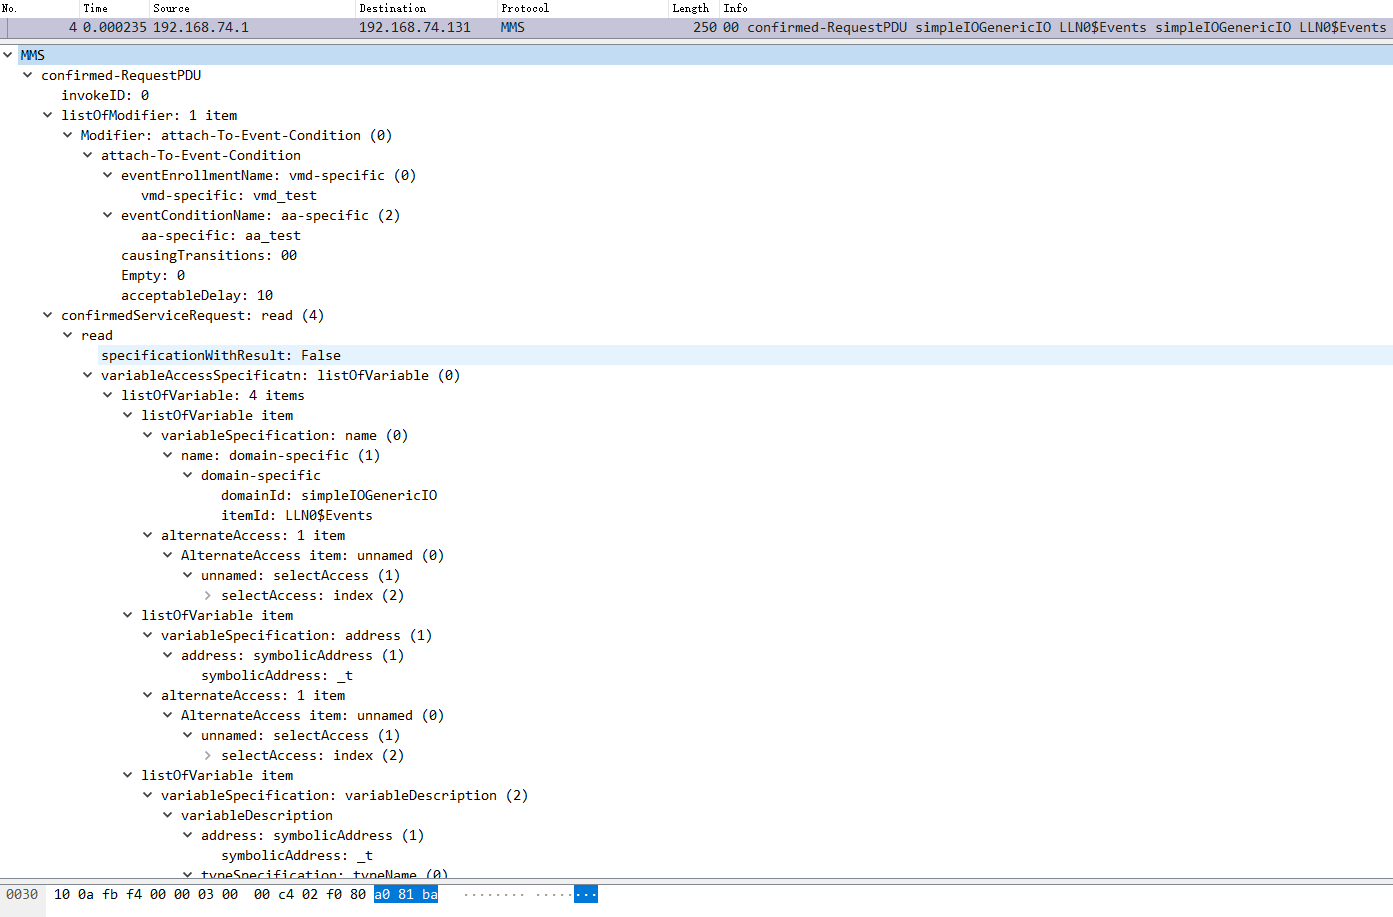 No. Time Source Destination Protocol Length Info
4 0.000235 192.168.74.1 192.168.74.131 MMS 250 00 confirmed-RequestPDU simpleIOGenericIO LLN0$Events simpleIOGenericIO LLN0$Events
MMS
confirmed-RequestPDU
invokeID: 0
listOfModifier: 1 item
Modifier: attach-To-Event-Condition (0)
attach-To-Event-Condition
eventEnrollmentName: vmd-specific (0)
vmd-specific: vmd_test
eventConditionName: aa-specific (2)
aa-specific: aa_test
causingTransitions: 00
Empty: 0
acceptableDelay: 10
confirmedServiceRequest: read (4)
read
specificationWithResult: False
variableAccessSpecificatn: listOfVariable (0)
listOfVariable: 4 items
listOfVariable item
variableSpecification: name (0)
name: domain-specific (1)
domain-specific
domainId: simpleIOGenericIO
itemId: LLN0$Events
alternateAccess: 1 item
AlternateAccess item: unnamed (0)
unnamed: selectAccess (1)
selectAccess: index (2)
listOfVariable item
variableSpecification: address (1)
address: symbolicAddress (1)
symbolicAddress: _t
alternateAccess: 1 item
AlternateAccess item: unnamed (0)
unnamed: selectAccess (1)
selectAccess: index (2)
listOfVariable item
variableSpecification: variableDescription (2)
variableDescription
address: symbolicAddress (1)
symbolicAddress: _t
typeSpecification: typeName (0)
0030 10 0a fb f4 00 00 03 00 00 c4 02 f0 80 a0 81 ba ········ ········